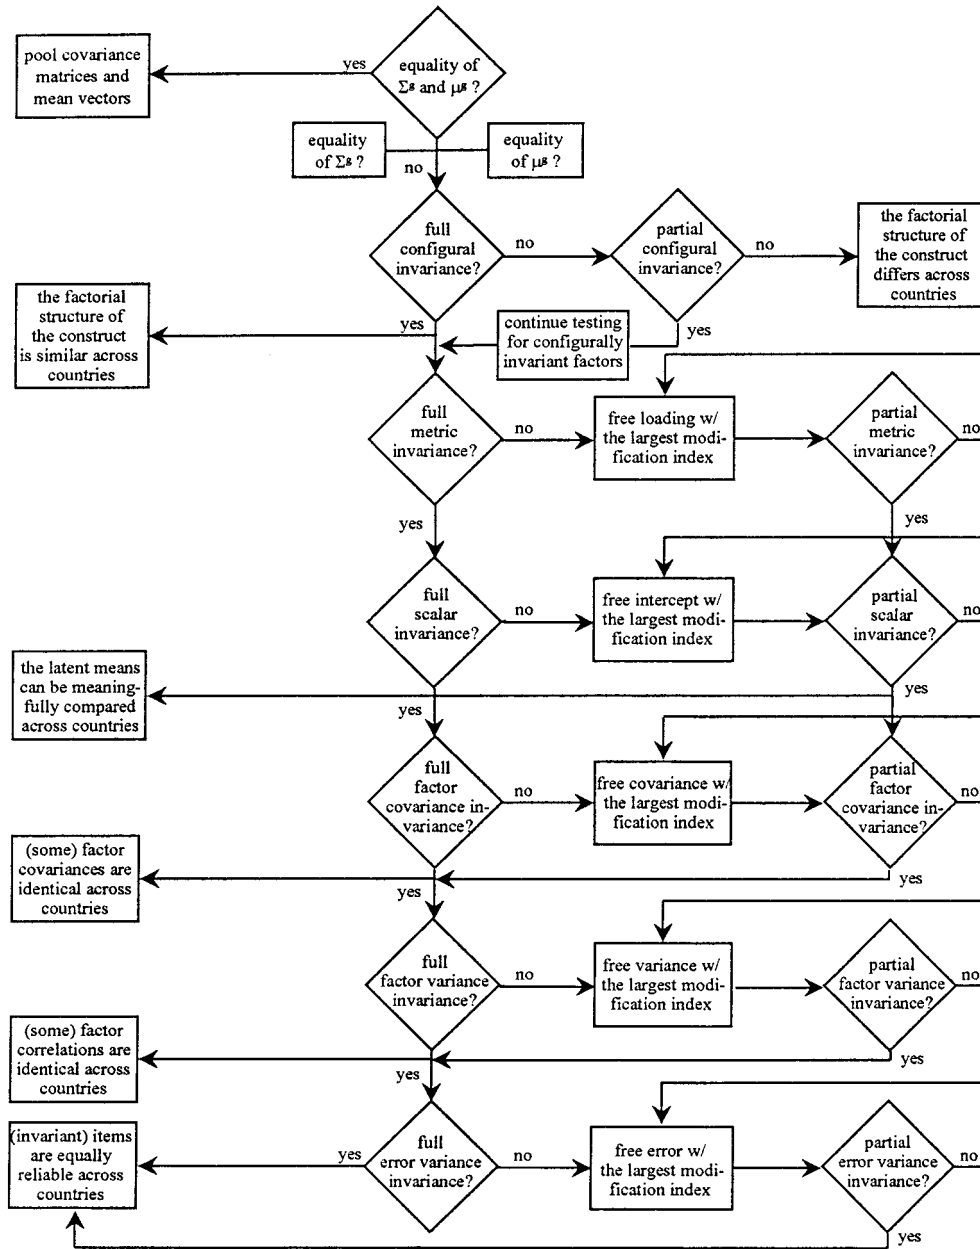 pool covariance
matrices and
mean vectors
yes
equality of
Σᵍ and μᵍ ?
equality
of Σᵍ ?
equality
of μᵍ ?
no
full
configural
invariance?
no
partial
configural
invariance?
no
the factorial
structure of
the construct
differs across
countries
the factorial
structure of
the construct
is similar across
countries
yes
continue testing
for configurally
invariant factors
yes
full
metric
invariance?
no
free loading w/
the largest modi-
fication index
partial
metric
invariance?
no
yes
yes
full
scalar
invariance?
no
free intercept w/
the largest modi-
fication index
partial
scalar
invariance?
no
the latent means
can be meaning-
fully compared
across countries
yes
yes
full
factor
covariance in-
variance?
no
free covariance w/
the largest modi-
fication index
partial
factor
covariance in-
variance?
no
(some) factor
covariances are
identical across
countries
yes
yes
full
factor variance
invariance?
no
free variance w/
the largest modi-
fication index
partial
factor variance
invariance?
no
(some) factor
correlations are
identical across
countries
yes
yes
(invariant) items
are equally
reliable across
countries
yes
full
error variance
invariance?
no
free error w/
the largest modi-
fication index
partial
error variance
invariance?
no
yes